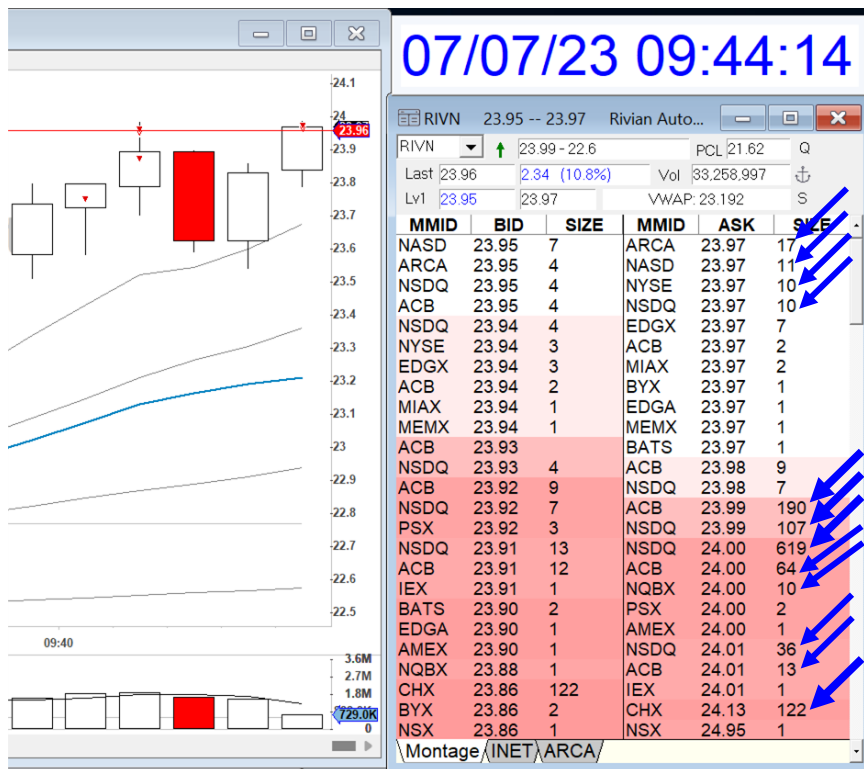 07/07/23 09:44:14
24.1
24
23.96
23.9
23.8
23.7
23.6
23.5
23.4
23.3
23.2
23.1
23
22.9
22.8
22.7
22.6
22.5
09:40
3.6M
2.7M
1.8M
729.0K
0
RIVN 23.95 -- 23.97 Rivian Auto...
RIVN 23.99 - 22.6 PCL 21.62 Q
Last 23.96 2.34 (10.8%) Vol 33,258,997
Lv1 23.95 23.97 VWAP: 23.192 S
MMID BID SIZE MMID ASK SIZE
NASD 23.95 7 ARCA 23.97 17
ARCA 23.95 4 NASD 23.97 11
NSDQ 23.95 4 NYSE 23.97 10
ACB 23.95 4 NSDQ 23.97 10
NSDQ 23.94 4 EDGX 23.97 7
NYSE 23.94 3 ACB 23.97 2
EDGX 23.94 3 MIAX 23.97 2
ACB 23.94 2 BYX 23.97 1
MIAX 23.94 1 EDGA 23.97 1
MEMX 23.94 1 MEMX 23.97 1
ACB 23.93 BATS 23.97 1
NSDQ 23.93 4 ACB 23.98 9
ACB 23.92 9 NSDQ 23.98 7
NSDQ 23.92 7 ACB 23.99 190
PSX 23.92 3 NSDQ 23.99 107
NSDQ 23.91 13 NSDQ 24.00 619
ACB 23.91 12 ACB 24.00 64
IEX 23.91 1 NQBX 24.00 10
BATS 23.90 2 PSX 24.00 2
EDGA 23.90 1 AMEX 24.00 1
AMEX 23.90 1 NSDQ 24.01 36
NQBX 23.88 1 ACB 24.01 13
CHX 23.86 122 IEX 24.01 1
BYX 23.86 2 CHX 24.13 122
NSX 23.86 1 NSX 24.95 1
Montage INET ARCA